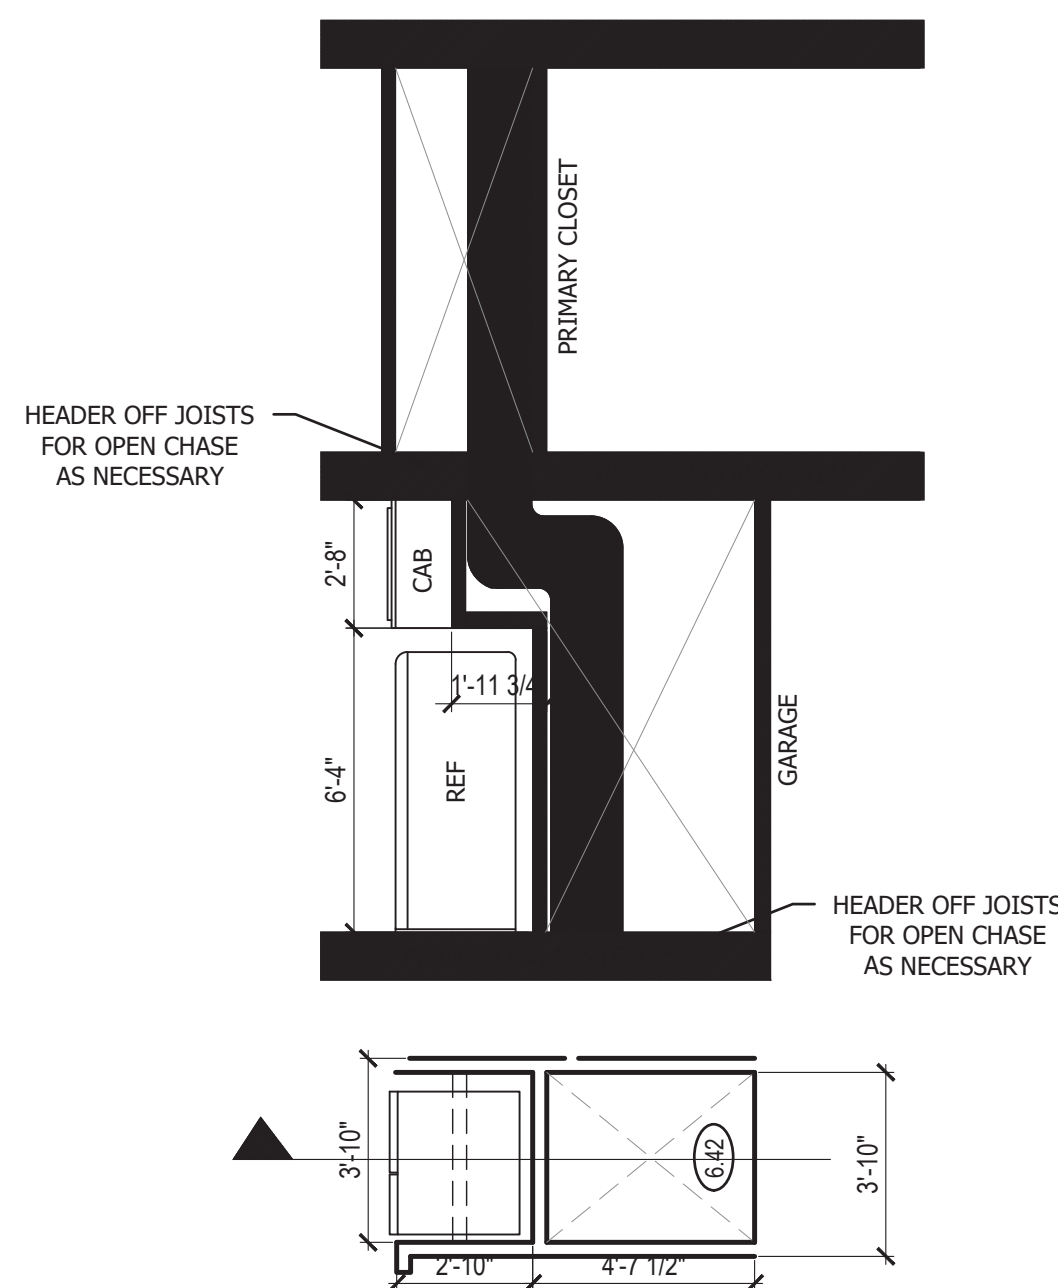 PRIMARY CLOSET
HEADER OFF JOISTS
FOR OPEN CHASE
AS NECESSARY
2'-8"
CAB
1'-11 3/4
6'-4"
REF
GARAGE
HEADER OFF JOISTS
FOR OPEN CHASE
AS NECESSARY
3'-10"
6.42
3'-10"
2'-10"
4'-7 1/2"